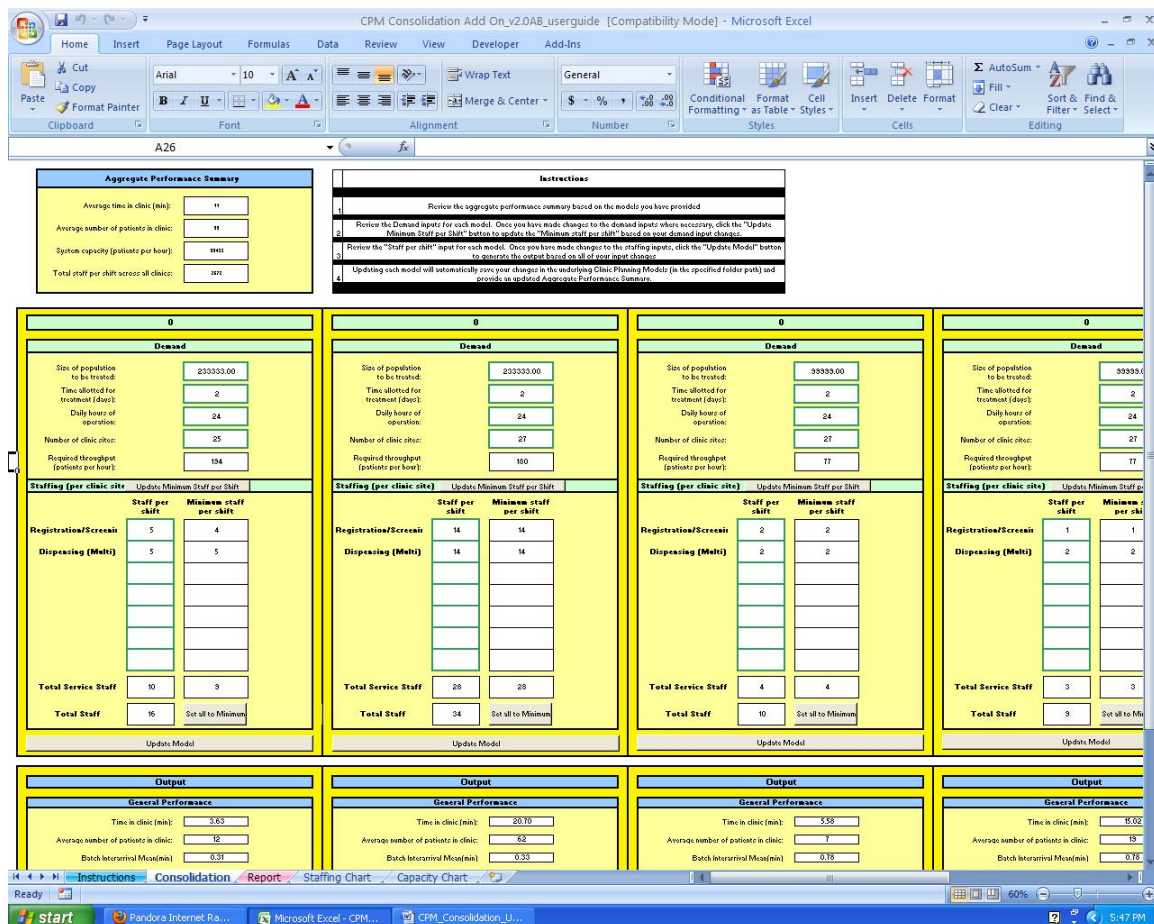 CPM Consolidation Add On_v2.0AB_userguide [Compatibility Mode] - Microsoft Excel
Home Insert Page Layout Formulas Data Review View Developer Add-Ins
Paste
Cut
Copy
Format Painter
Clipboard
Arial 10
B I U
Font
Wrap Text
Merge & Center
Alignment
General
$ % ,
Number
Conditional Formatting
Format as Table
Cell Styles
Styles
Insert Delete Format
Cells
AutoSum
Fill
Clear
Sort & Filter
Find & Select
Editing
A26 fx
Aggregate Performance Summary
Average time in clinic (min):
Average number of patients in clinic:
System capacity (patients per hour):
Total staff per shift across all clinics:
Instructions
1 Review the aggregate performance summary based on the models you have provided
2 Review the Demand inputs for each model. Once you have made changes to the demand inputs where necessary, click the "Update Minimum Staff per Shift" button to update the "Minimum staff per shift" based on your demand input changes.
3 Review the "Staff per shift" input for each model. Once you have made changes to the staffing inputs, click the "Update Model" button to generate the output based on all of your input changes
4 Updating each model will automatically save your changes in the underlying Clinic Planning Models (in the specified folder path) and provide an updated Aggregate Performance Summary.
0 0 0 0
Demand Demand Demand Demand
Size of population to be treated: 233333.00 Size of population to be treated: 233333.00 Size of population to be treated: 99999.00 Size of population to be treated: 99999.0
Time allotted for treatment (days): 2 Time allotted for treatment (days): 2 Time allotted for treatment (days): 2 Time allotted for treatment (days): 2
Daily hours of operation: 24 Daily hours of operation: 24 Daily hours of operation: 24 Daily hours of operation: 24
Number of clinic sites: 25 Number of clinic sites: 27 Number of clinic sites: 27 Number of clinic sites: 27
Required throughput (patients per hour): 194 Required throughput (patients per hour): 180 Required throughput (patients per hour): 77 Required throughput (patients per hour): 77
Staffing (per clinic site Update Minimum Staff per Shift Staffing (per clinic site) Update Minimum Staff per Shift Staffing (per clinic site) Update Minimum Staff per Shift Staffing (per clinic site) Update Minimum Staff p
Staff per shift Minimum staff per shift Staff per shift Minimum staff per shift Staff per shift Minimum staff per shift Staff per shift Minimum s per shi
Registration/Screenin 5 4 Registration/Screenin 14 14 Registration/Screenin 2 2 Registration/Screenin 1 1
Dispensing (Multi) 5 5 Dispensing (Multi) 14 14 Dispensing (Multi) 2 2 Dispensing (Multi) 2 2
Total Service Staff 10 9 Total Service Staff 28 28 Total Service Staff 4 4 Total Service Staff 3 3
Total Staff 16 Set all to Minimum Total Staff 34 Set all to Minimum Total Staff 10 Set all to Minimum Total Staff 9 Set all to Mi
Update Model Update Model Update Model Update Model
Output Output Output Output
General Performance General Performance General Performance General Performance
Time in clinic (min): 3.63 Time in clinic (min): 20.70 Time in clinic (min): 5.58 Time in clinic (min): 15.02
Average number of patients in clinic: 12 Average number of patients in clinic: 62 Average number of patients in clinic: 7 Average number of patients in clinic: 19
Batch Interarrival Mean(min) 0.31 Batch Interarrival Mean(min) 0.33 Batch Interarrival Mean(min) 0.78 Batch Interarrival Mean(min) 0.78
Instructions Consolidation Report Staffing Chart Capacity Chart
Ready 60%
start Pandora Internet Ra... Microsoft Excel - CPM... CPM_Consolidation_U... 5:47 PM